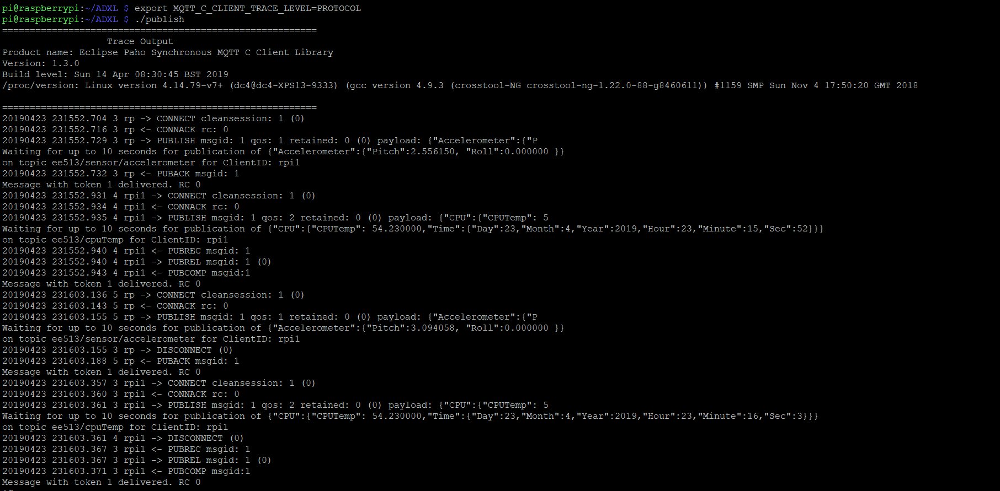 pi@raspberrypi:~/ADXL $ export MQTT_C_CLIENT_TRACE_LEVEL=PROTOCOL
pi@raspberrypi:~/ADXL $ ./publish
=========================================================
Trace Output
Product name: Eclipse Paho Synchronous MQTT C Client Library
Version: 1.3.0
Build level: Sun 14 Apr 08:30:45 BST 2019
/proc/version: Linux version 4.14.79-v7+ (dc4@dc4-XPS13-9333) (gcc version 4.9.3 (crosstool-NG crosstool-ng-1.22.0-88-g8460611)) #1159 SMP Sun Nov 4 17:50:20 GMT 2018
=========================================================
20190423 231552.704 3 rp -> CONNECT cleansession: 1 (0)
20190423 231552.716 3 rp <- CONNACK rc: 0
20190423 231552.729 3 rp -> PUBLISH msgid: 1 qos: 1 retained: 0 (0) payload: {"Accelerometer":{"P
Waiting for up to 10 seconds for publication of {"Accelerometer":{"Pitch":2.556150, "Roll":0.000000 }}
on topic ee513/sensor/accelerometer for ClientID: rpi1
20190423 231552.732 3 rp <- PUBACK msgid: 1
Message with token 1 delivered. RC 0
20190423 231552.931 4 rpi1 -> CONNECT cleansession: 1 (0)
20190423 231552.934 4 rpi1 <- CONNACK rc: 0
20190423 231552.935 4 rpi1 -> PUBLISH msgid: 1 qos: 2 retained: 0 (0) payload: {"CPU":{"CPUTemp": 5
Waiting for up to 10 seconds for publication of {"CPU":{"CPUTemp": 54.230000,"Time":{"Day":23,"Month":4,"Year":2019,"Hour":23,"Minute":15,"Sec":52}}}
on topic ee513/cpuTemp for ClientID: rpi1
20190423 231552.940 4 rpi1 <- PUBREC msgid: 1
20190423 231552.940 4 rpi1 -> PUBREL msgid: 1 (0)
20190423 231552.943 4 rpi1 <- PUBCOMP msgid:1
Message with token 1 delivered. RC 0
20190423 231603.136 5 rp -> CONNECT cleansession: 1 (0)
20190423 231603.143 5 rp <- CONNACK rc: 0
20190423 231603.155 5 rp -> PUBLISH msgid: 1 qos: 1 retained: 0 (0) payload: {"Accelerometer":{"P
Waiting for up to 10 seconds for publication of {"Accelerometer":{"Pitch":3.094058, "Roll":0.000000 }}
on topic ee513/sensor/accelerometer for ClientID: rpi1
20190423 231603.155 3 rp -> DISCONNECT (0)
20190423 231603.188 5 rp <- PUBACK msgid: 1
Message with token 1 delivered. RC 0
20190423 231603.357 3 rpi1 -> CONNECT cleansession: 1 (0)
20190423 231603.360 3 rpi1 <- CONNACK rc: 0
20190423 231603.361 3 rpi1 -> PUBLISH msgid: 1 qos: 2 retained: 0 (0) payload: {"CPU":{"CPUTemp": 5
Waiting for up to 10 seconds for publication of {"CPU":{"CPUTemp": 54.230000,"Time":{"Day":23,"Month":4,"Year":2019,"Hour":23,"Minute":16,"Sec":3}}}
on topic ee513/cpuTemp for ClientID: rpi1
20190423 231603.361 4 rpi1 -> DISCONNECT (0)
20190423 231603.367 3 rpi1 <- PUBREC msgid: 1
20190423 231603.367 3 rpi1 -> PUBREL msgid: 1 (0)
20190423 231603.371 3 rpi1 <- PUBCOMP msgid:1
Message with token 1 delivered. RC 0